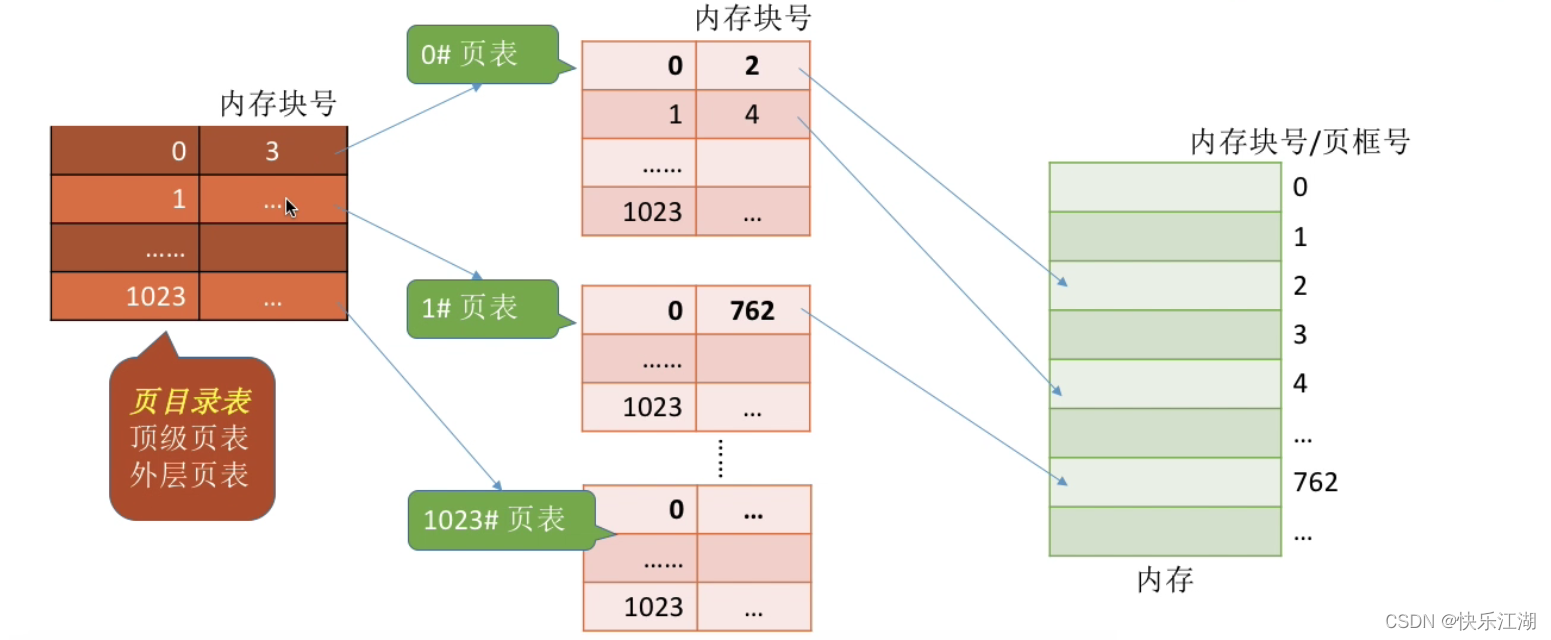 内存块号
0 3
1 ...
……
1023 ...
页目录表
顶级页表
外层页表
0# 页表
内存块号
0 2
1 4
……
1023 ...
1# 页表
0 762
……
1023 ...
1023# 页表
0 ...
……
1023 ...
内存块号/页框号
0
1
2
3
4
...
762
...
内存
CSDN @快乐江湖